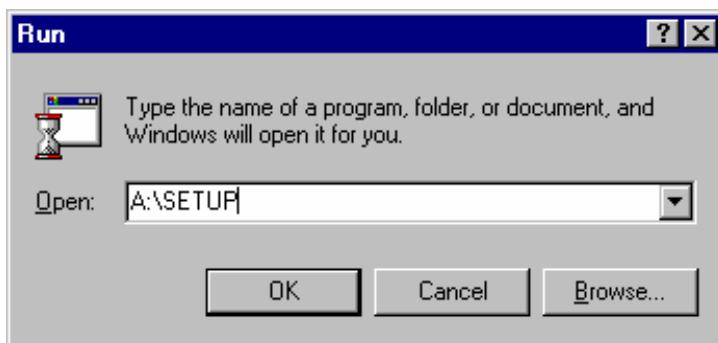 Run
Type the name of a program, folder, or document, and
Windows will open it for you.
Open: A:\SETUP
OK Cancel Browse...